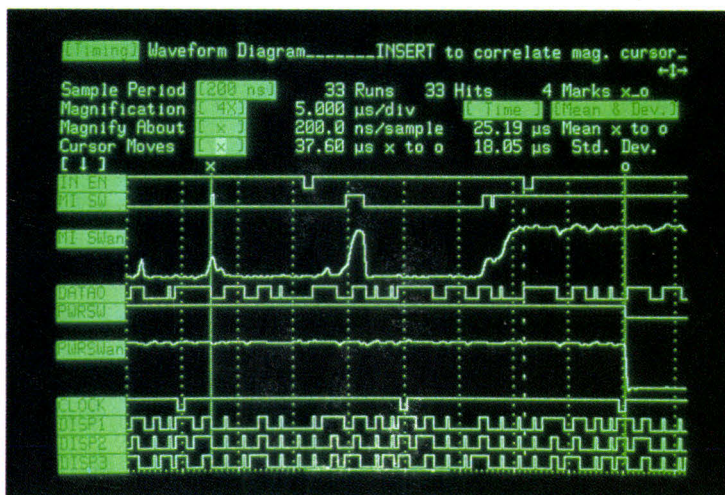 [Timing] Waveform Diagram_______INSERT to correlate mag. cursor_
Sample Period [200 ns] 33 Runs 33 Hits 4 Marks x_o
Magnification [ 4X] 5.000 µs/div [ Time ] [Mean & Dev.]
Magnify About [ x ] 200.0 ns/sample 25.19 µs Mean x to o
Cursor Moves [ x ] 37.60 µs x to o 18.05 µs Std. Dev.
[ ↓ ] x o
IN EN
MI SW
MI SWan
DATAO
PWRSW
PWRSWan
CLOCK
DISP1
DISP2
DISP3